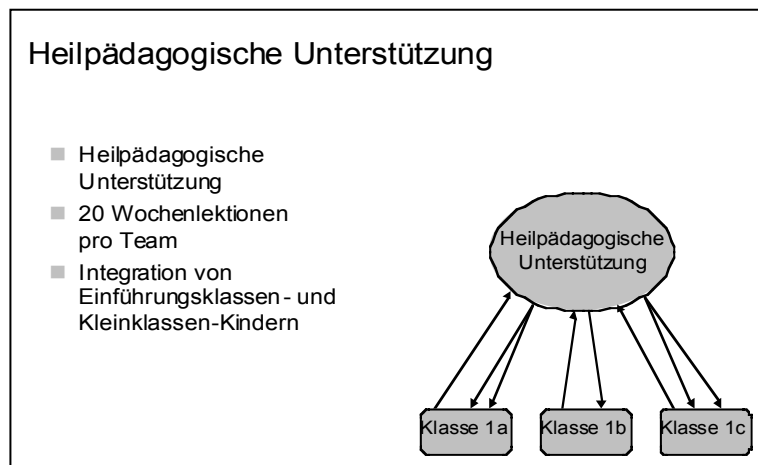 Heilpädagogische Unterstützung
Heilpädagogische
Unterstützung
20 Wochenlektionen
pro Team
Integration von
Einführungsklassen- und
Kleinklassen-Kindern
Heilpädagogische
Unterstützung
Klasse 1a
Klasse 1b
Klasse 1c